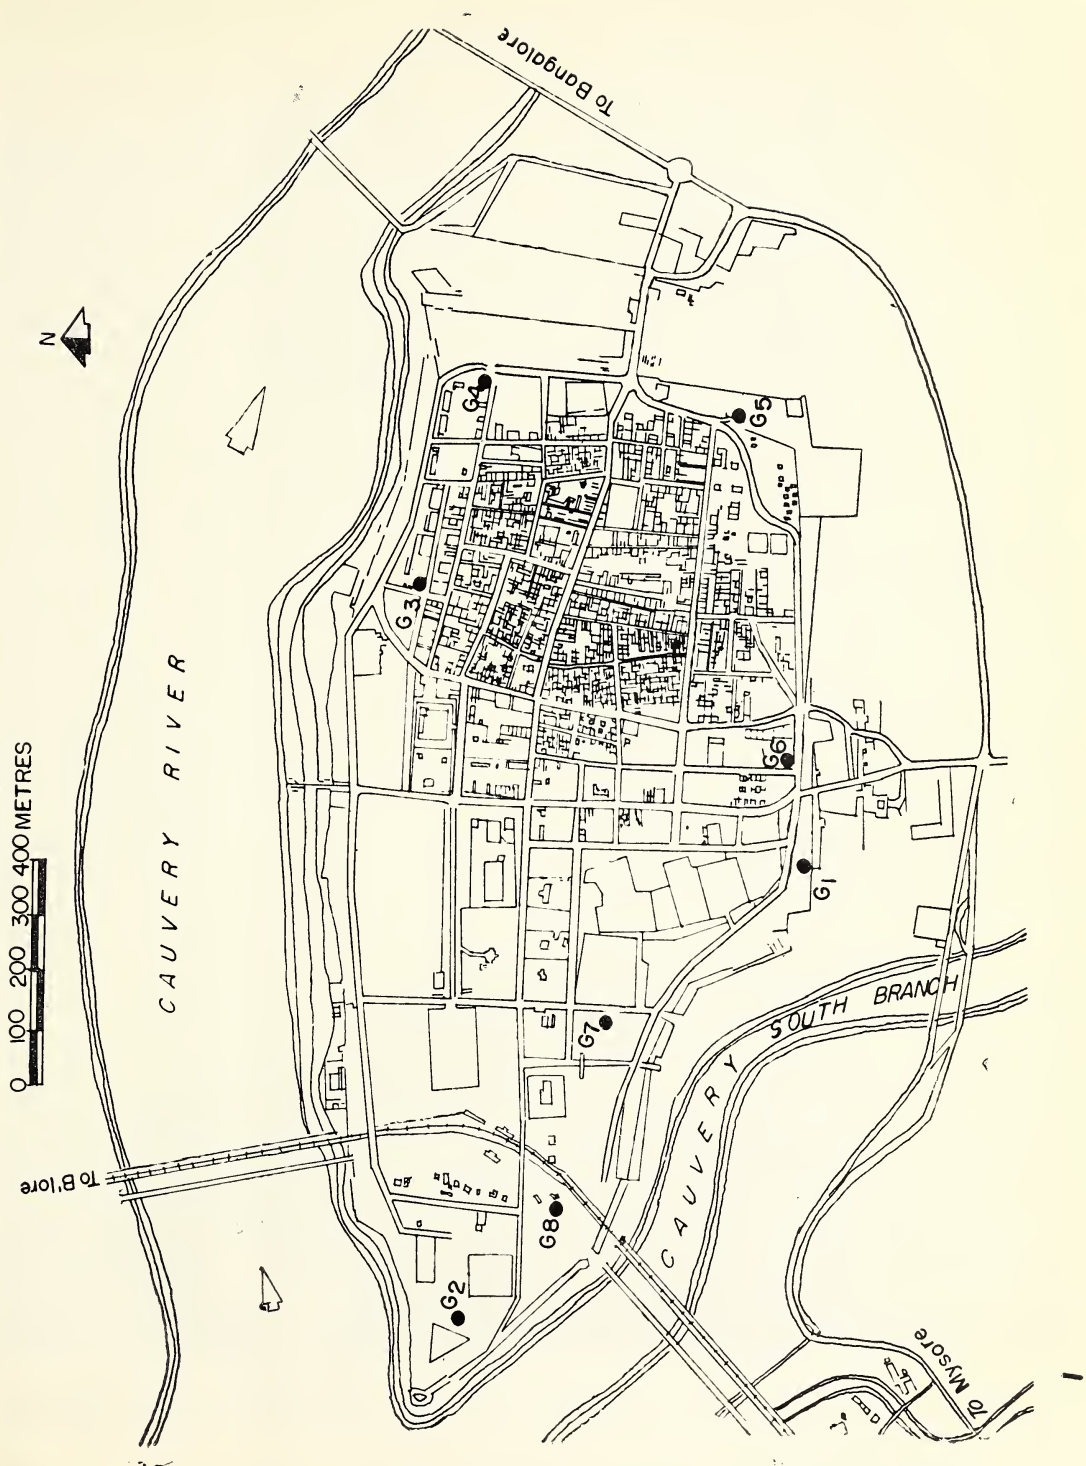 To Bangalore
N
0 100 200 300 400 METRES
CAUVERY RIVER
G4
G5
G3
G6
G1
G7
SOUTH BRANCH
CAUVERY
To B'lore
G8
G2
To Mysore